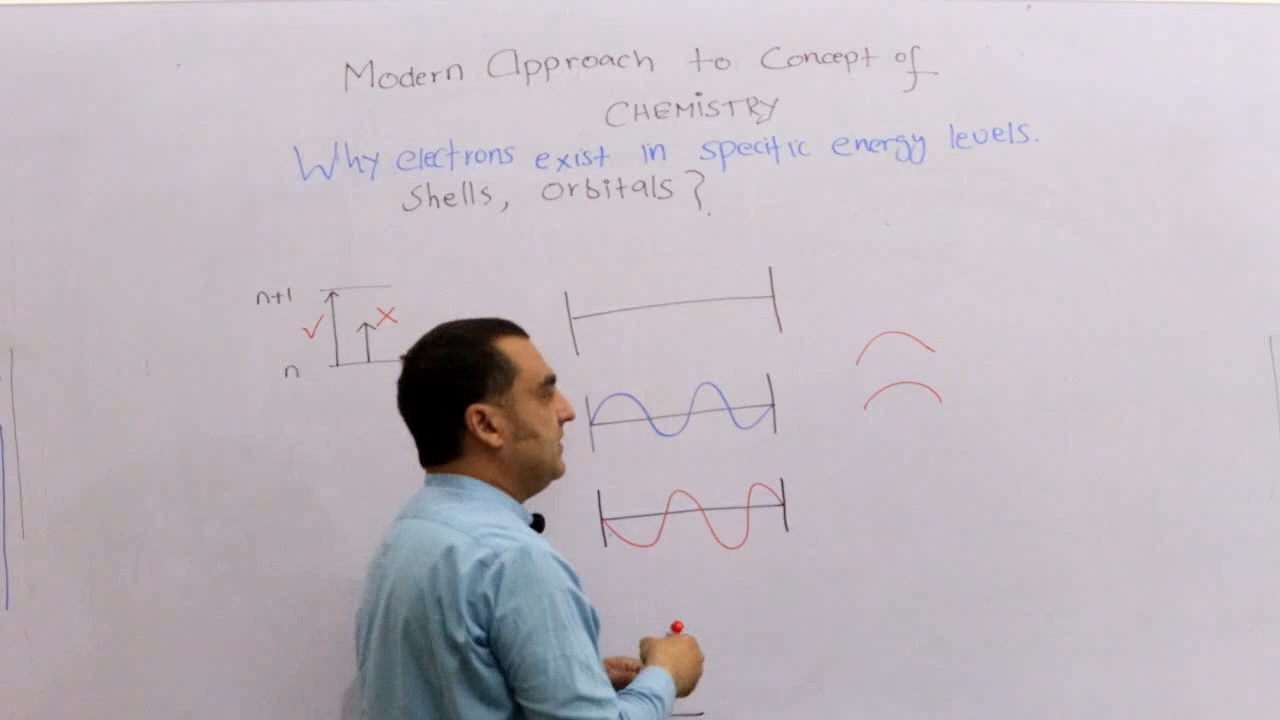 Modern Approach to Concept of
CHEMiSTRY
Why electrons exist in specific energy levels.
Shells, Orbitals?
n+1
✓
x
n